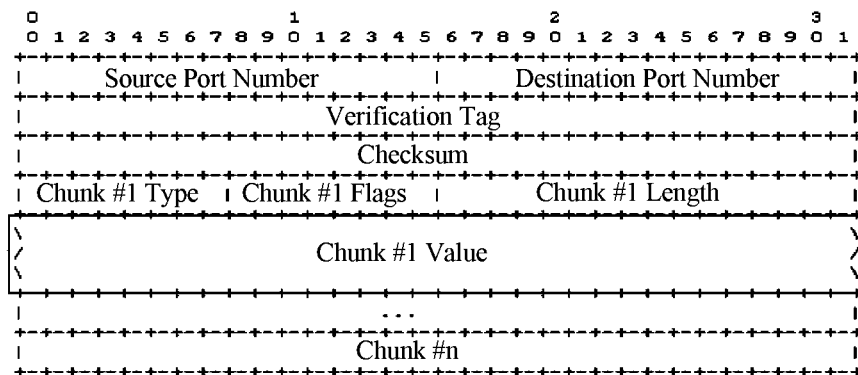 0 1 2 3
0 1 2 3 4 5 6 7 8 9 0 1 2 3 4 5 6 7 8 9 0 1 2 3 4 5 6 7 8 9 0 1
Source Port Number Destination Port Number
Verification Tag
Checksum
Chunk #1 Type Chunk #1 Flags Chunk #1 Length
Chunk #1 Value
...
Chunk #n